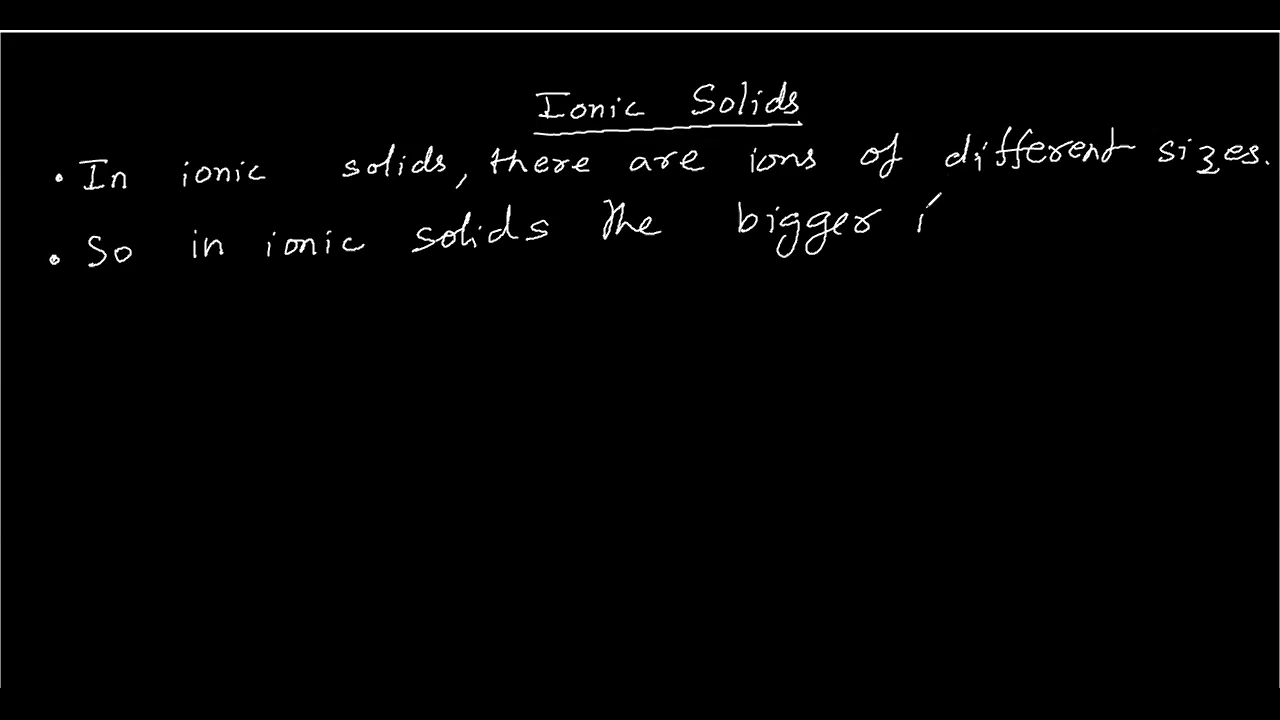 Ionic Solids
• In ionic solids, there are ions of different sizes.
• So in ionic solids the bigger i